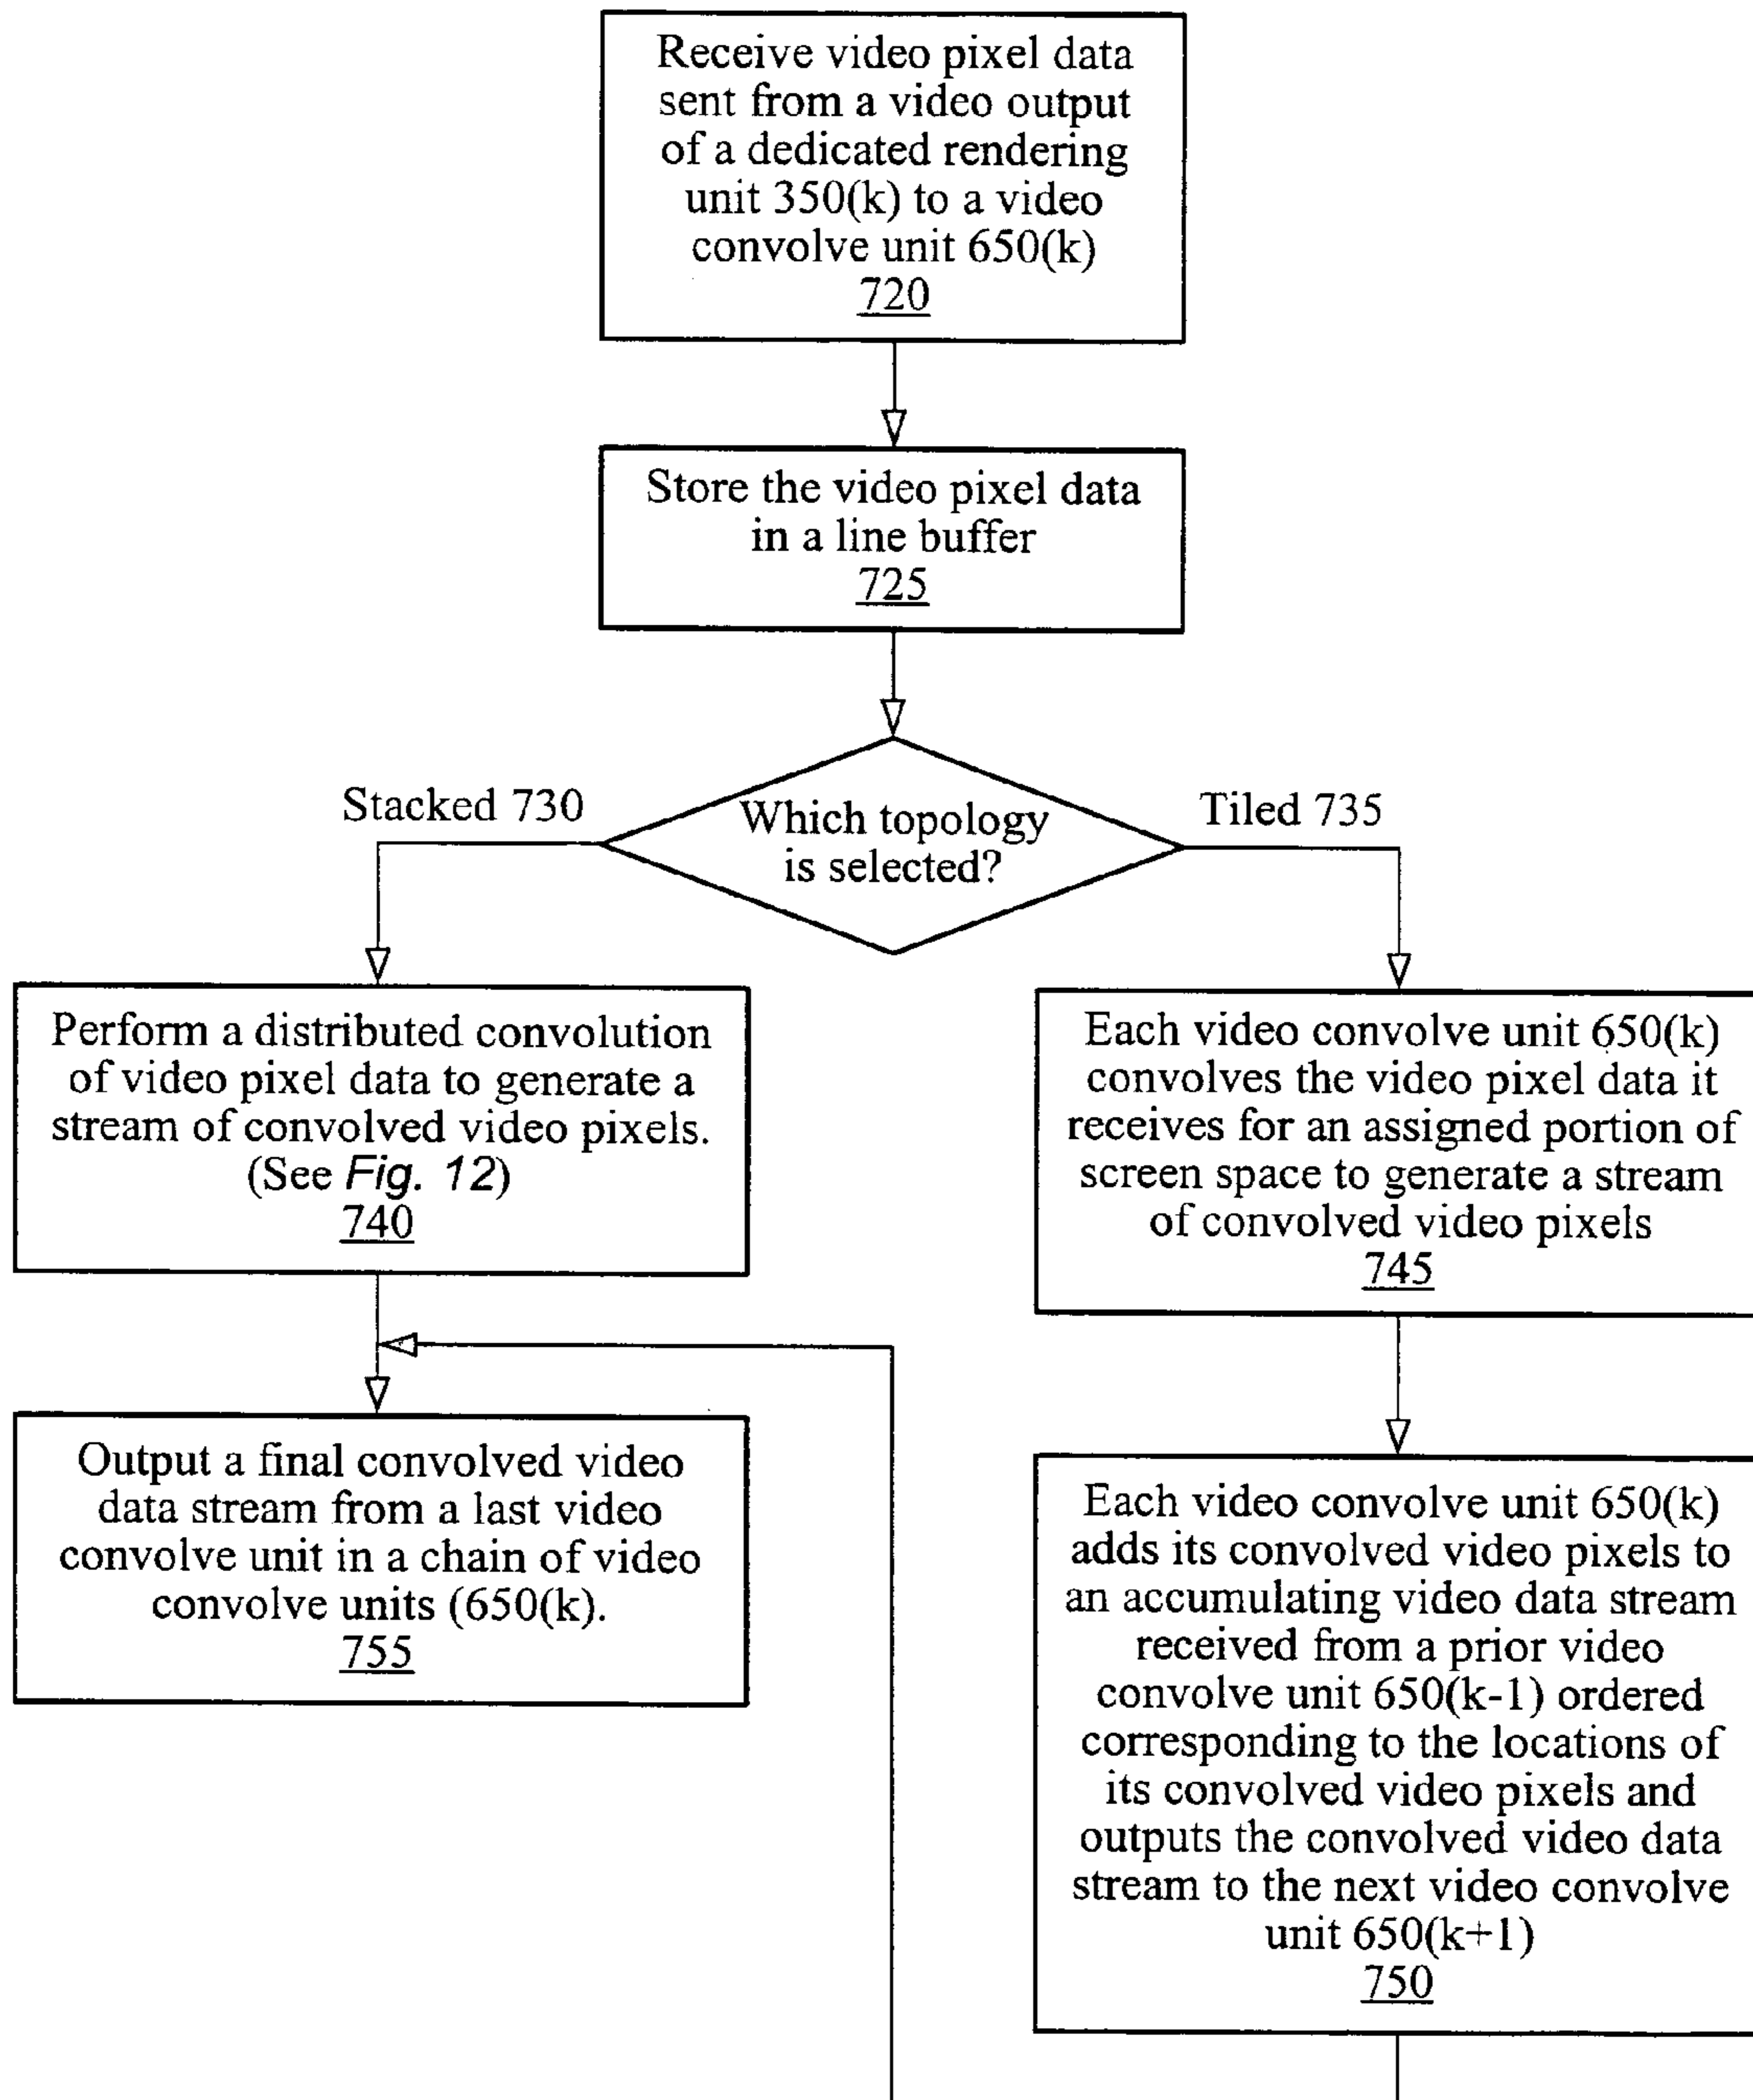 Receive video pixel data
sent from a video output
of a dedicated rendering
unit 350(k) to a video
convolve unit 650(k)
720
Store the video pixel data
in a line buffer
725
Which topology
is selected?
Stacked 730
Tiled 735
Perform a distributed convolution
of video pixel data to generate a
stream of convolved video pixels.
(See Fig. 12)
740
Each video convolve unit 650(k)
convolves the video pixel data it
receives for an assigned portion of
screen space to generate a stream
of convolved video pixels
745
Output a final convolved video
data stream from a last video
convolve unit in a chain of video
convolve units (650(k).
755
Each video convolve unit 650(k)
adds its convolved video pixels to
an accumulating video data stream
received from a prior video
convolve unit 650(k-1) ordered
corresponding to the locations of
its convolved video pixels and
outputs the convolved video data
stream to the next video convolve
unit 650(k+1)
750